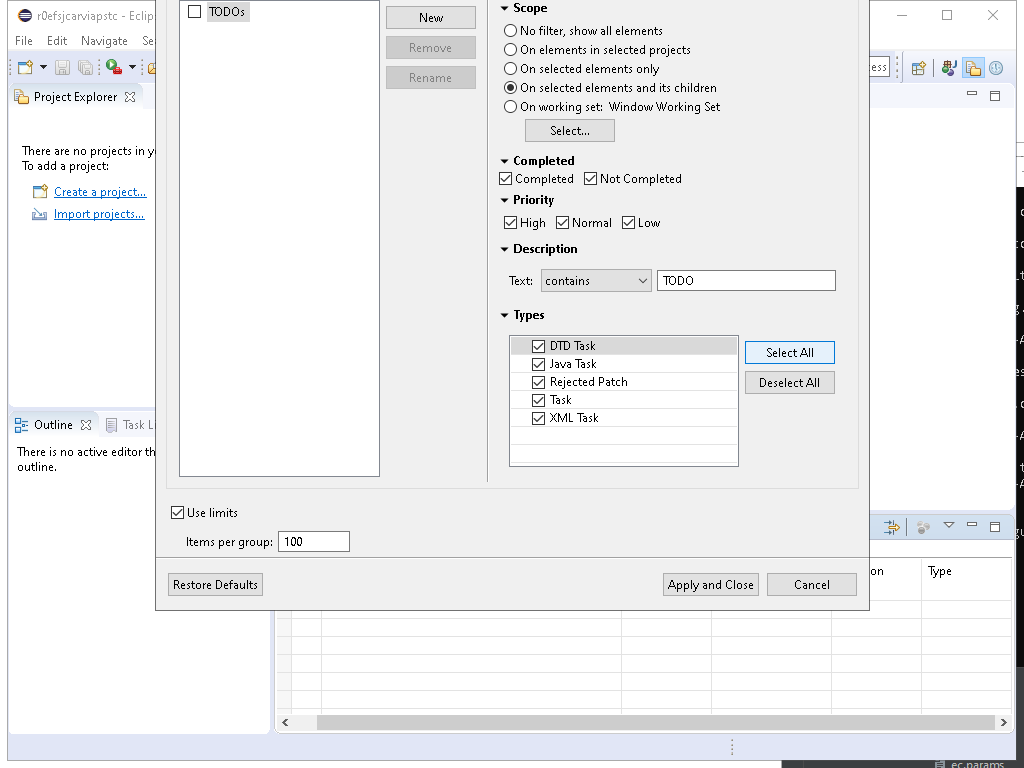 r0efsjcarviapstc - Eclip
File Edit Navigate Se
Project Explorer
There are no projects in y
To add a project:
Create a project...
Import projects...
Outline
Task Li
There is no active editor th
outline.
TODOs
New
Remove
Rename
Scope
No filter, show all elements
On elements in selected projects
On selected elements only
On selected elements and its children
On working set: Window Working Set
Select...
Completed
Completed Not Completed
Priority
High Normal Low
Description
Text: contains TODO
Types
DTD Task
Java Task
Rejected Patch
Task
XML Task
Select All
Deselect All
Use limits
Items per group: 100
Restore Defaults
Apply and Close
Cancel
ess
on
Type
ec.params